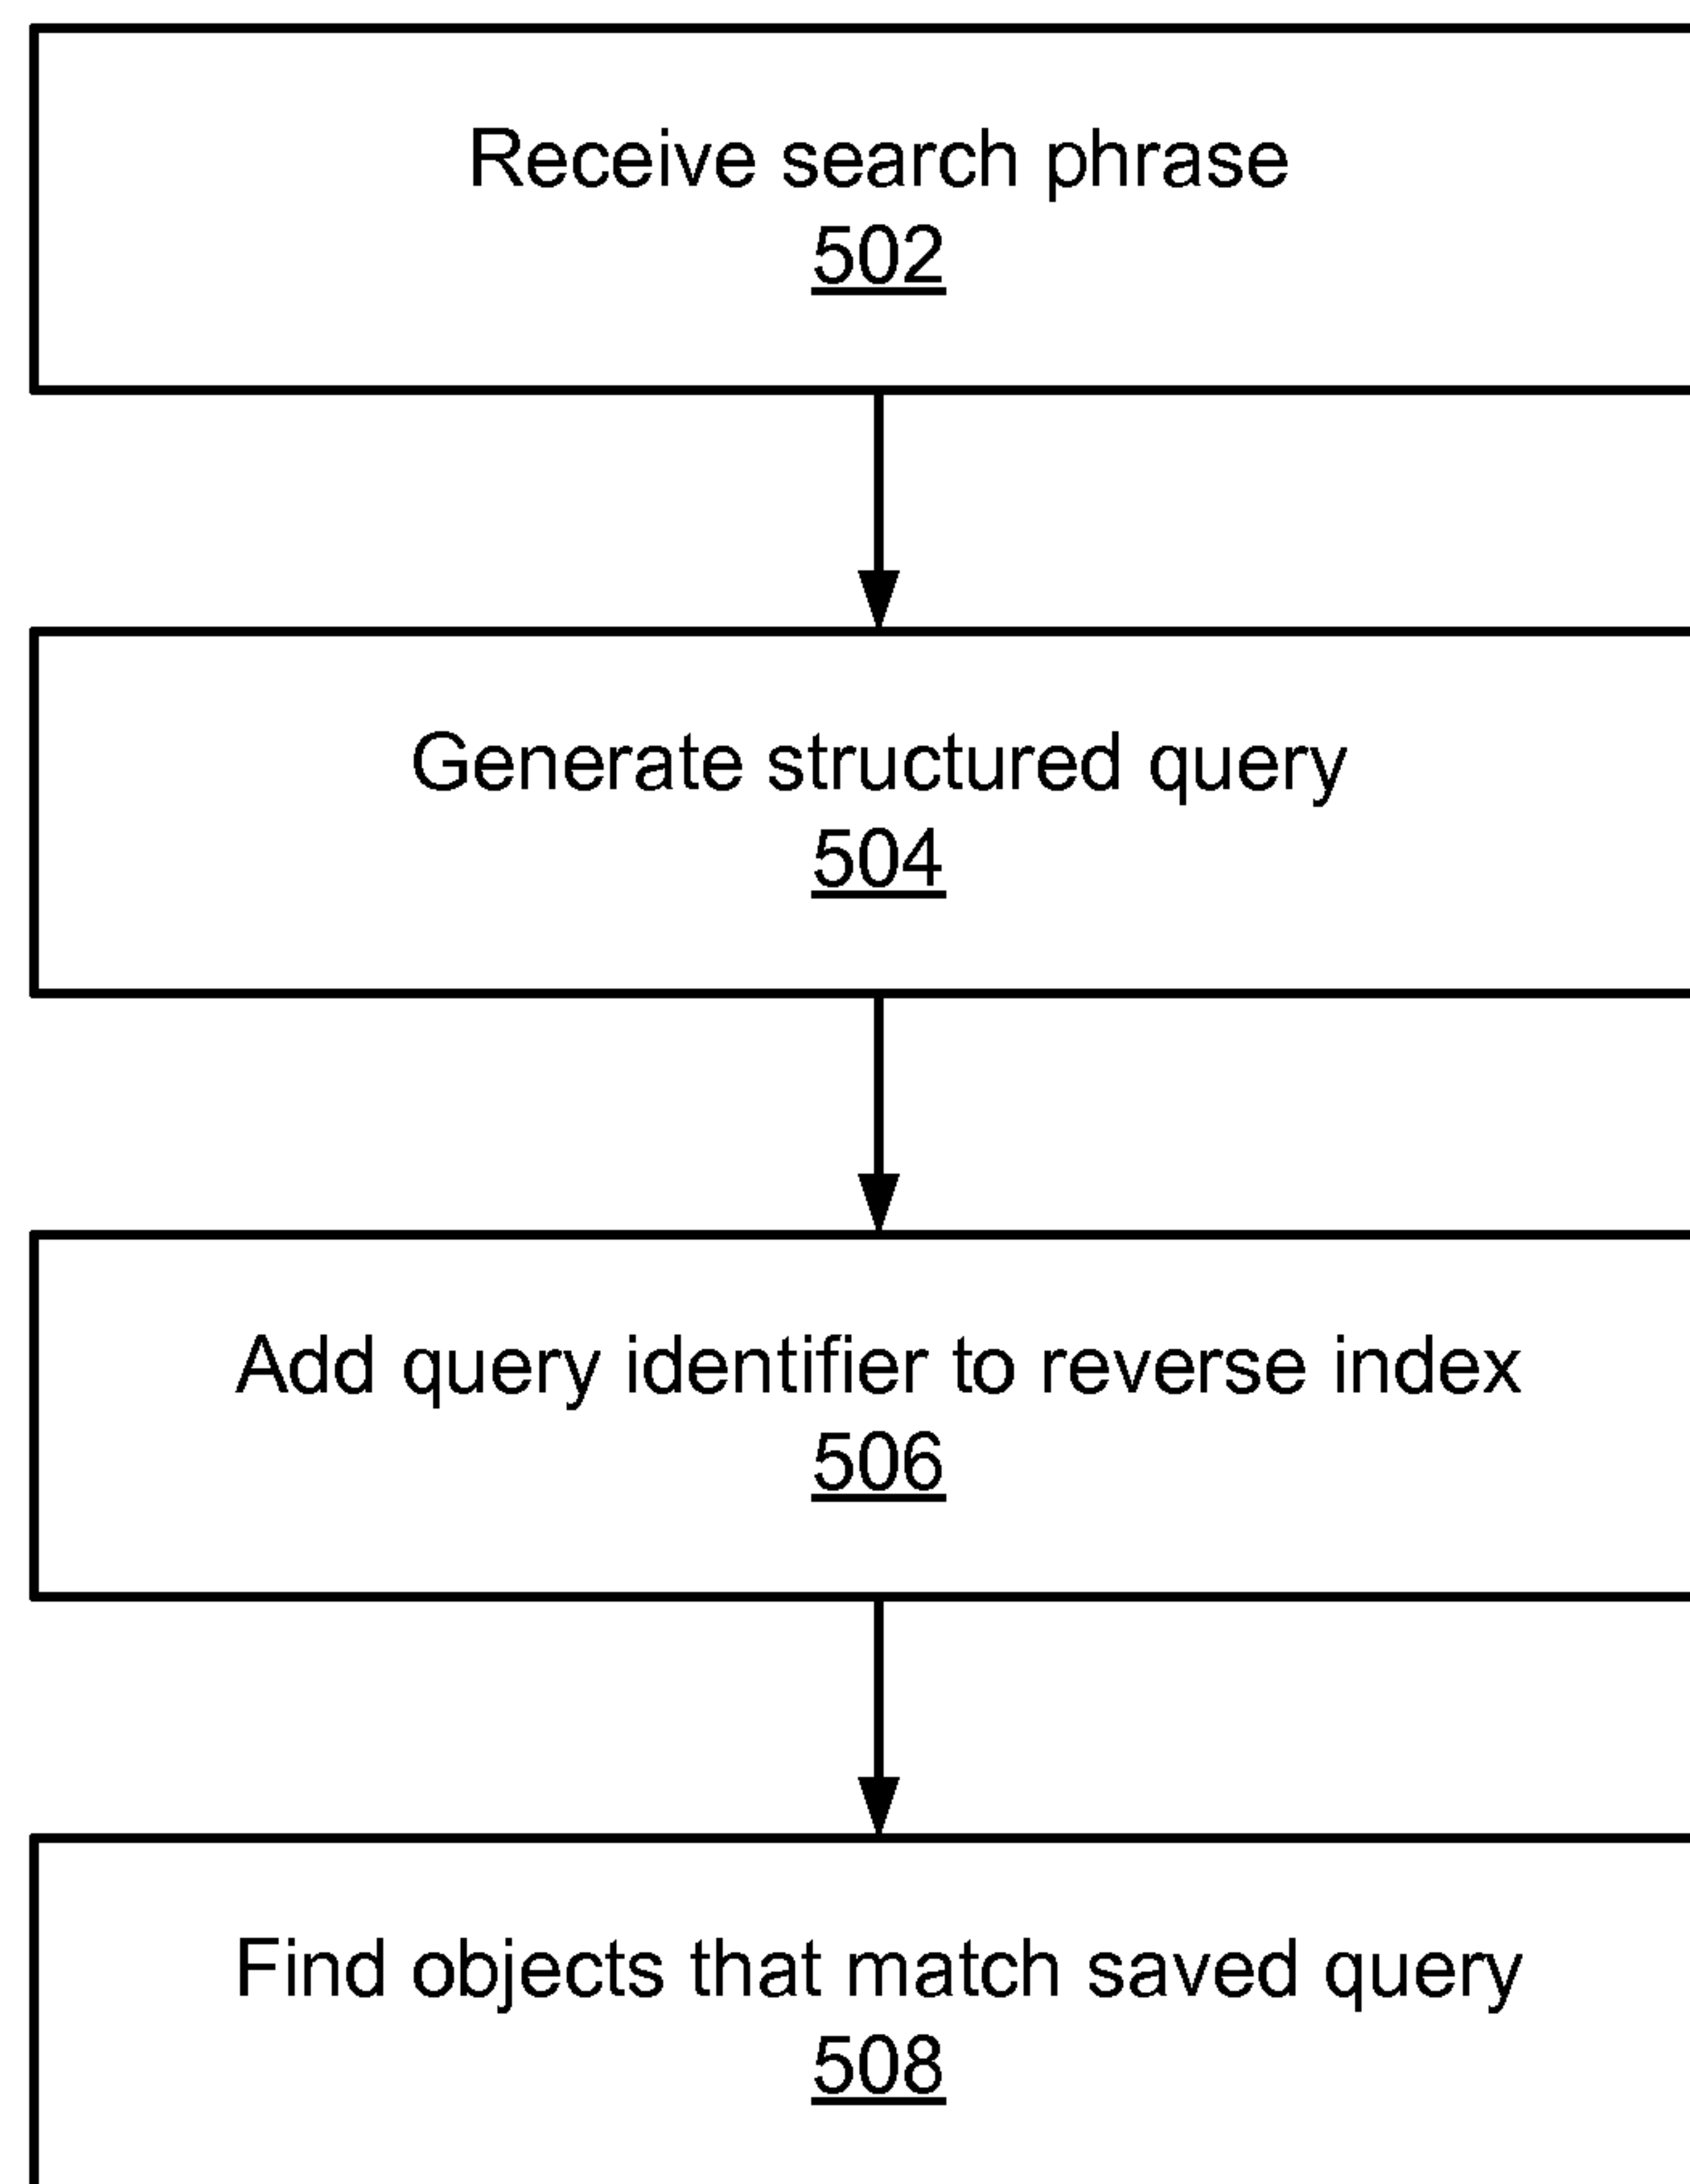 Receive search phrase
502
Generate structured query
504
Add query identifier to reverse index
506
Find objects that match saved query
508